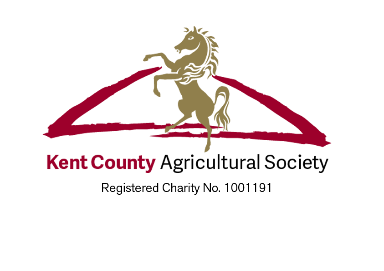 Kent County Agricultural Society
Registered Charity No. 1001191